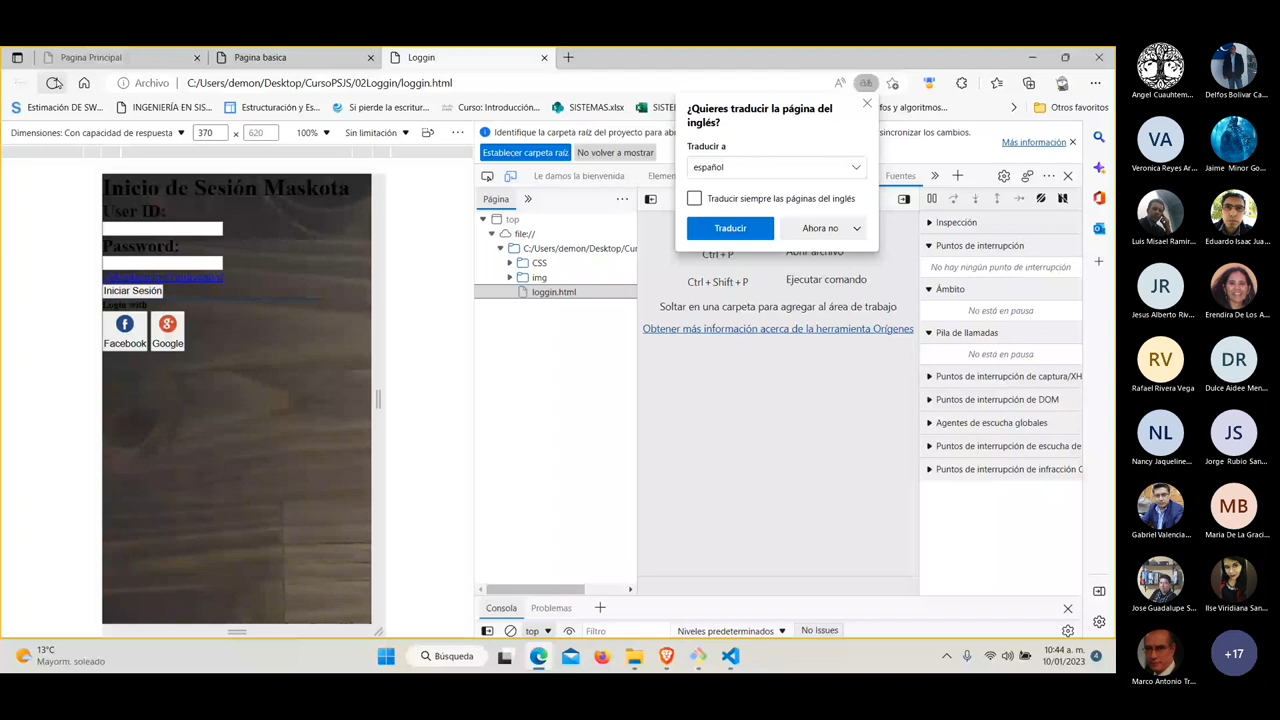 Pagina Principal
Pagina basica
Loggin
Archivo
C:/Users/demon/Desktop/CursoPSJS/02Loggin/loggin.html
Estimación DE SW...
INGENIERÍA EN SIS...
Estructuración y Es...
Si pierde la escritur...
Curso: Introducción...
SISTEMAS.xlsx
SISTEM
fos y algoritmos...
Otros favoritos
Dimensiones: Con capacidad de respuesta
370
×
620
100%
Sin limitación
Identifique la carpeta raíz del proyecto para
sincronizar los cambios.
Más información
Establecer carpeta raíz
No volver a mostrar
Le damos la bienvenida
Elemen
Fuentes
Página
top
file://
C:/Users/demon/Desktop/Cur
CSS
img
loggin.html
¿Quieres traducir la página del
inglés?
Traducir a
español
Traducir siempre las páginas del inglés
Traducir
Ahora no
Ctrl + P
Abrir archivo
Ctrl + Shift + P
Ejecutar comando
Soltar en una carpeta para agregar al área de trabajo
Obtener más información acerca de la herramienta Orígenes
Inspección
Puntos de interrupción
No hay ningún punto de interrupción
Ámbito
No está en pausa
Pila de llamadas
No está en pausa
Puntos de interrupción de captura/XH
Puntos de interrupción de DOM
Agentes de escucha globales
Puntos de interrupción de escucha de
Puntos de interrupción de infracción C
Inicio de Sesión Maskota
User ID:
Password:
Iniciar Sesión
Login with
Facebook
Google
Consola
Problemas
top
Filtro
Niveles predeterminados
No Issues
13°C
Mayorm. soleado
Búsqueda
10:44 a. m.
10/01/2023
4
Angel Cuauhtem...
Delfos Bolivar Ca...
VA
Veronica Reyes Ar...
Jaime Minor Go...
Luis Misael Ramir...
Eduardo Isaac Jua...
JR
Jesus Alberto Riv...
Erendira De Los A...
RV
Rafael Rivera Vega
DR
Dulce Aidee Men...
NL
Nancy Jaqueline...
JS
Jorge Rubio San...
Gabriel Valencia...
MB
Maria De La Graci...
Jose Guadalupe S...
Ilse Viridiana San...
Marco Antonio Tr...
+17